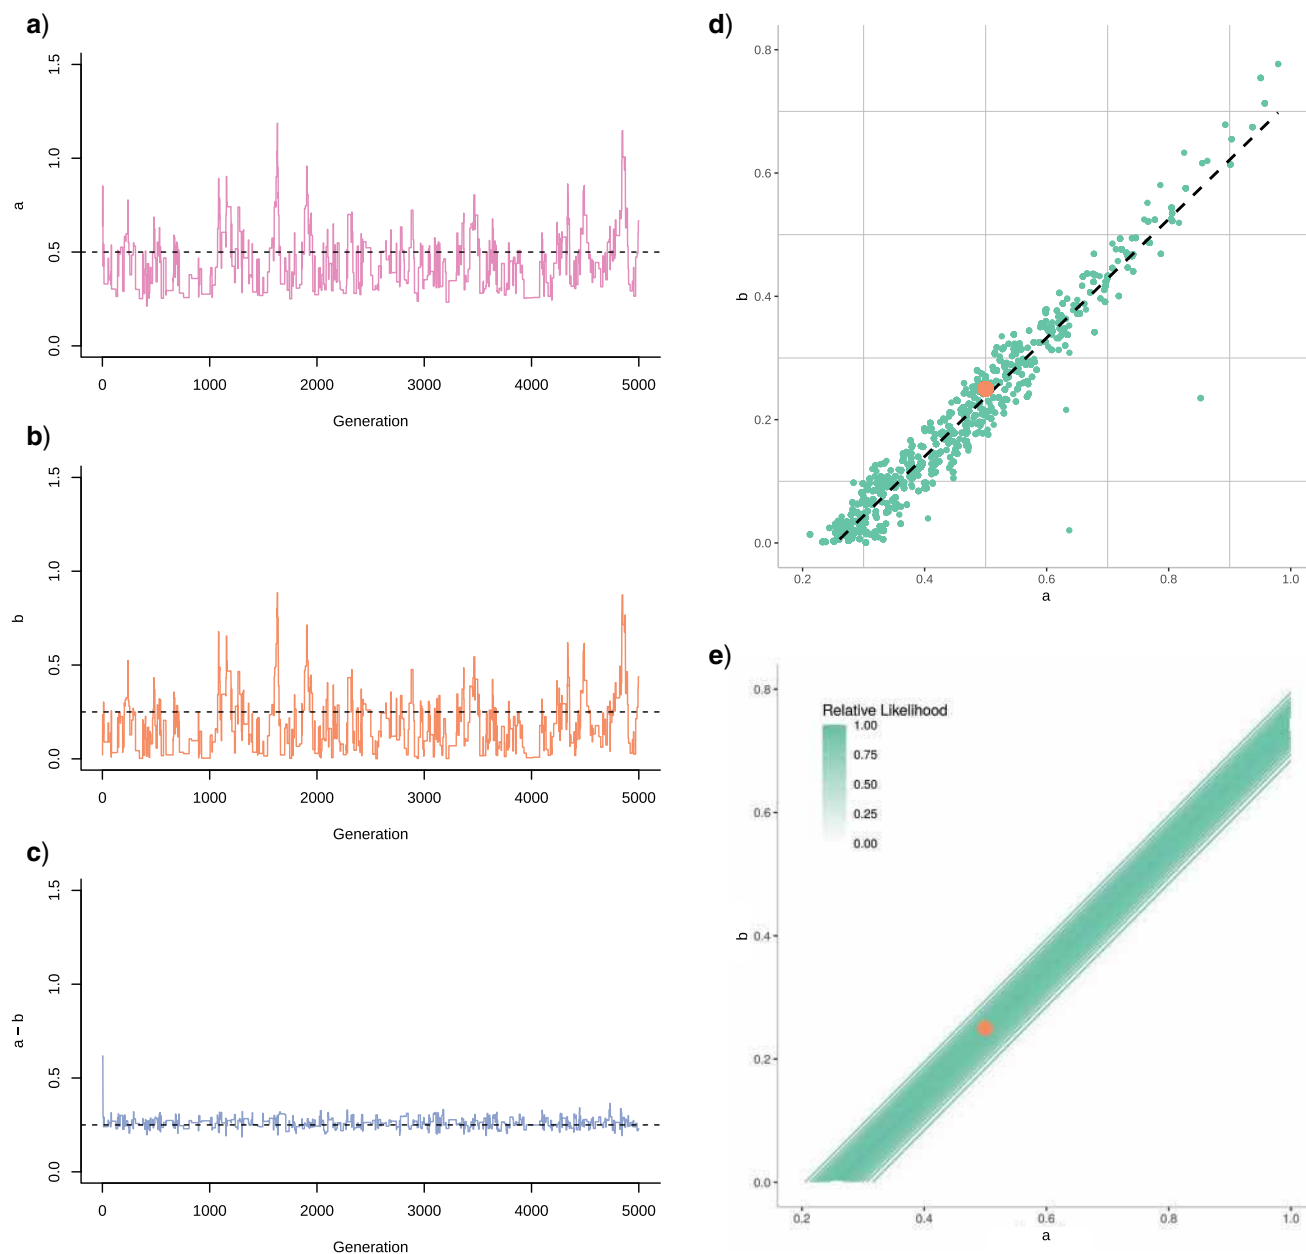 a)
1.5
1.0
0.5
0.0
a
0 1000 2000 3000 4000 5000
Generation
b)
1.5
1.0
0.5
0.0
b
0 1000 2000 3000 4000 5000
Generation
c)
1.5
1.0
0.5
0.0
a − b
0 1000 2000 3000 4000 5000
Generation
d)
0.8
0.6
0.4
0.2
0.0
b
0.2 0.4 0.6 0.8 1.0
a
e)
0.8
0.6
0.4
0.2
0.0
b
Relative Likelihood
1.00
0.75
0.50
0.25
0.00
0.2 0.4 0.6 0.8 1.0
a